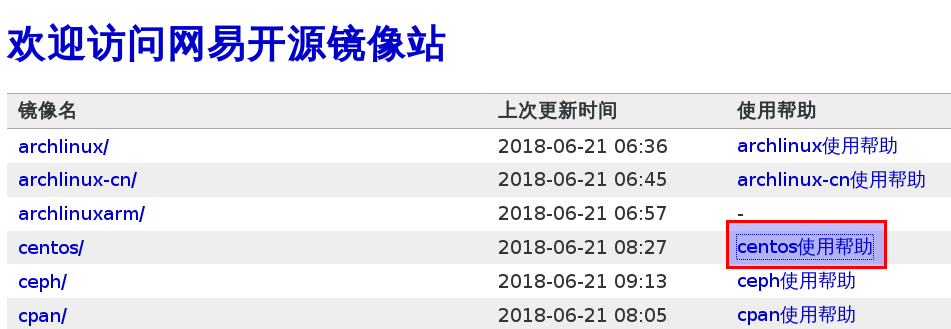 欢迎访问网易开源镜像站
镜像名 上次更新时间 使用帮助
archlinux/ 2018-06-21 06:36 archlinux使用帮助
archlinux-cn/ 2018-06-21 06:45 archlinux-cn使用帮助
archlinuxarm/ 2018-06-21 06:57 -
centos/ 2018-06-21 08:27 centos使用帮助
ceph/ 2018-06-21 09:13 ceph使用帮助
cpan/ 2018-06-21 08:05 cpan使用帮助